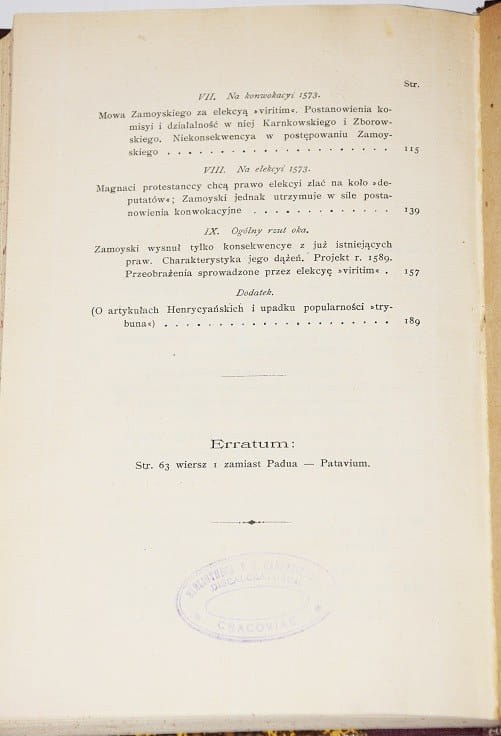 Str.
VII. Na konwokacyi 1573.
Mowa Zamoyskiego za elekcyą »viritim«. Postanowienia ko-
misyi i działalność w niej Karnkowskiego i Zborow-
skiego. Niekonsekwencya w postępowaniu Zamoy-
skiego . . . . . . . . . . . . . . . . . 115
VIII. Na elekcyi 1573.
Magnaci protestanccy chcą prawo elekcyi zlać na koło »de-
putatów«; Zamoyski jednak utrzymuje w sile posta-
nowienia konwokacyjne . . . . . . . . . . . 139
IX. Ogólny rzut oka.
Zamoyski wysnuł tylko konsekwencye z już istniejących
praw. Charakterystyka jego dążeń. Projekt r. 1589.
Przeobrażenia sprowadzone przez elekcyę »viritim« . 157
Dodatek.
(O artykułach Henrycyańskich i upadku popularności »try-
buna«) . . . . . . . . . . . . . . . . . . 189
Erratum:
Str. 63 wiersz 1 zamiast Padua — Patavium.
DISCALCEATORUM
CRACOVIAE